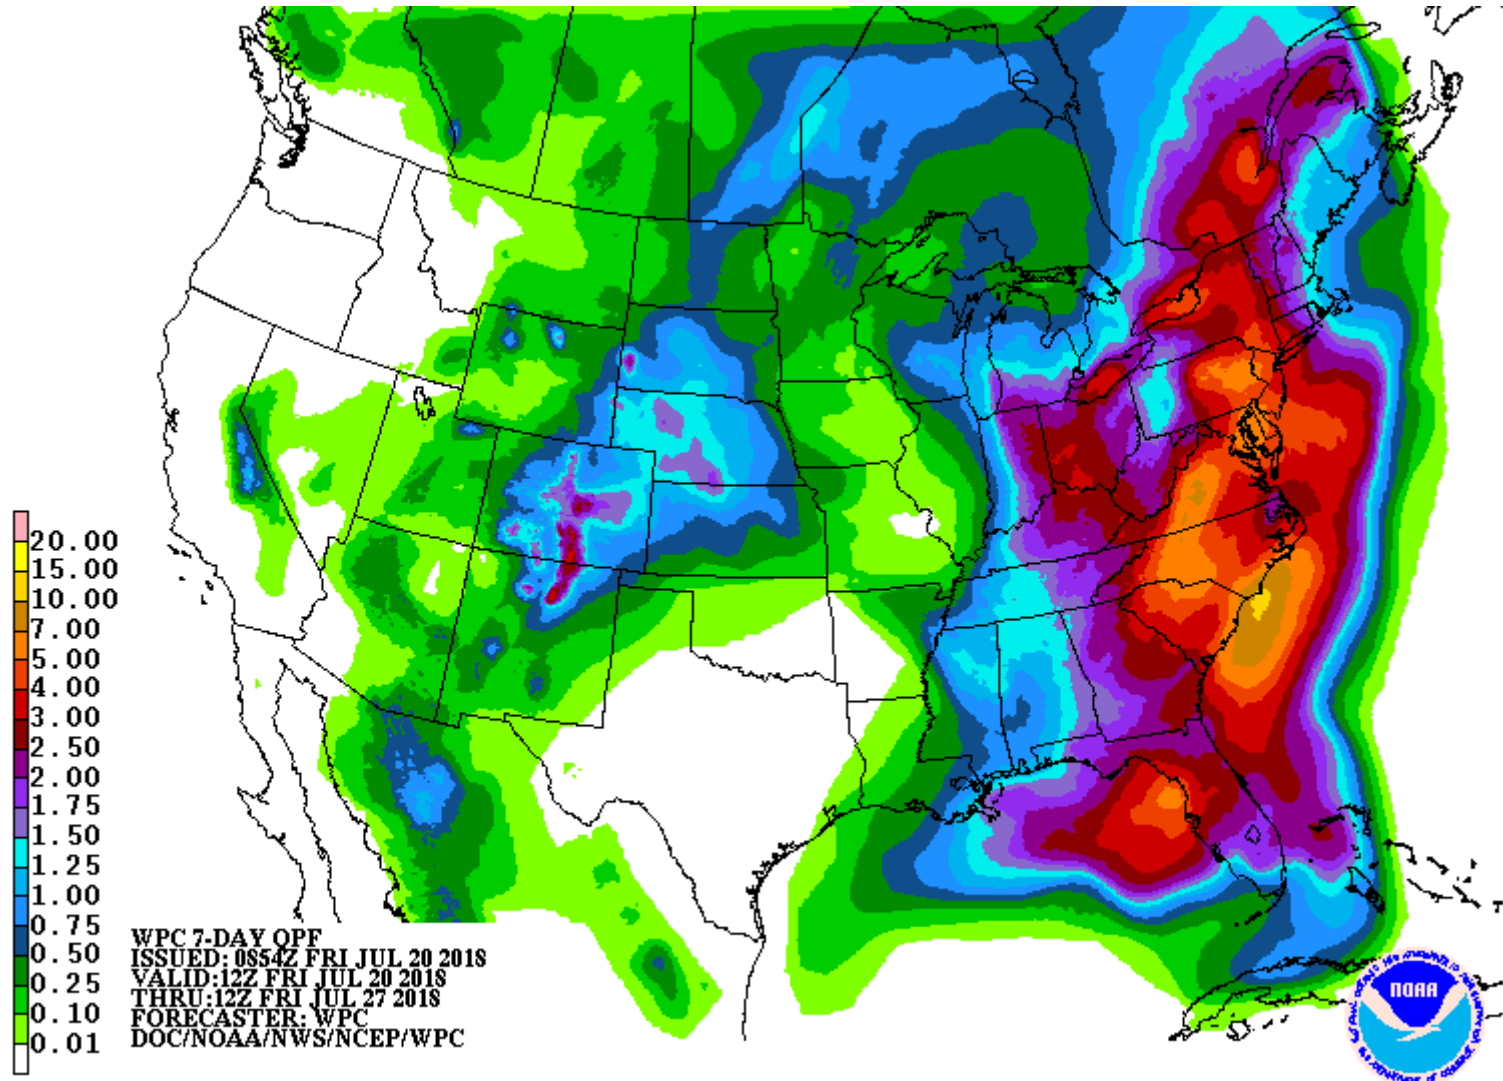 20.00
15.00
10.00
7.00
5.00
4.00
3.00
2.50
2.00
1.75
1.50
1.25
1.00
0.75
0.50
0.25
0.10
0.01
WPC 7-DAY QPF
ISSUED: 0854Z FRI JUL 20 2018
VALID:12Z FRI JUL 20 2018
THRU:12Z FRI JUL 27 2018
FORECASTER: WPC
DOC/NOAA/NWS/NCEP/WPC
NOAA